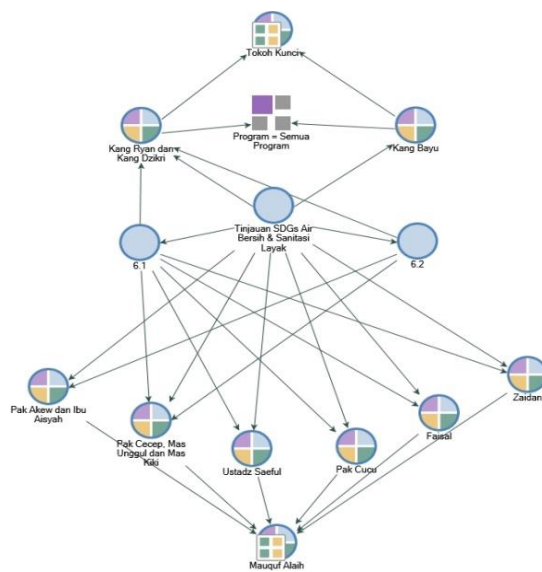 Tokoh Kunci
Kang Ryan dan
Kang Dzikri
Program = Semua
Program
Kang Bayu
Tinjauan SDGs Air
Bersih & Sanitasi
Layak
6.1
6.2
Pak Akew dan Ibu
Aisyah
Pak Cecep, Mas
Unggul dan Mas
Kiki
Ustadz Saeful
Pak Cucu
Faisal
Zaidan
Mauquf Alaih